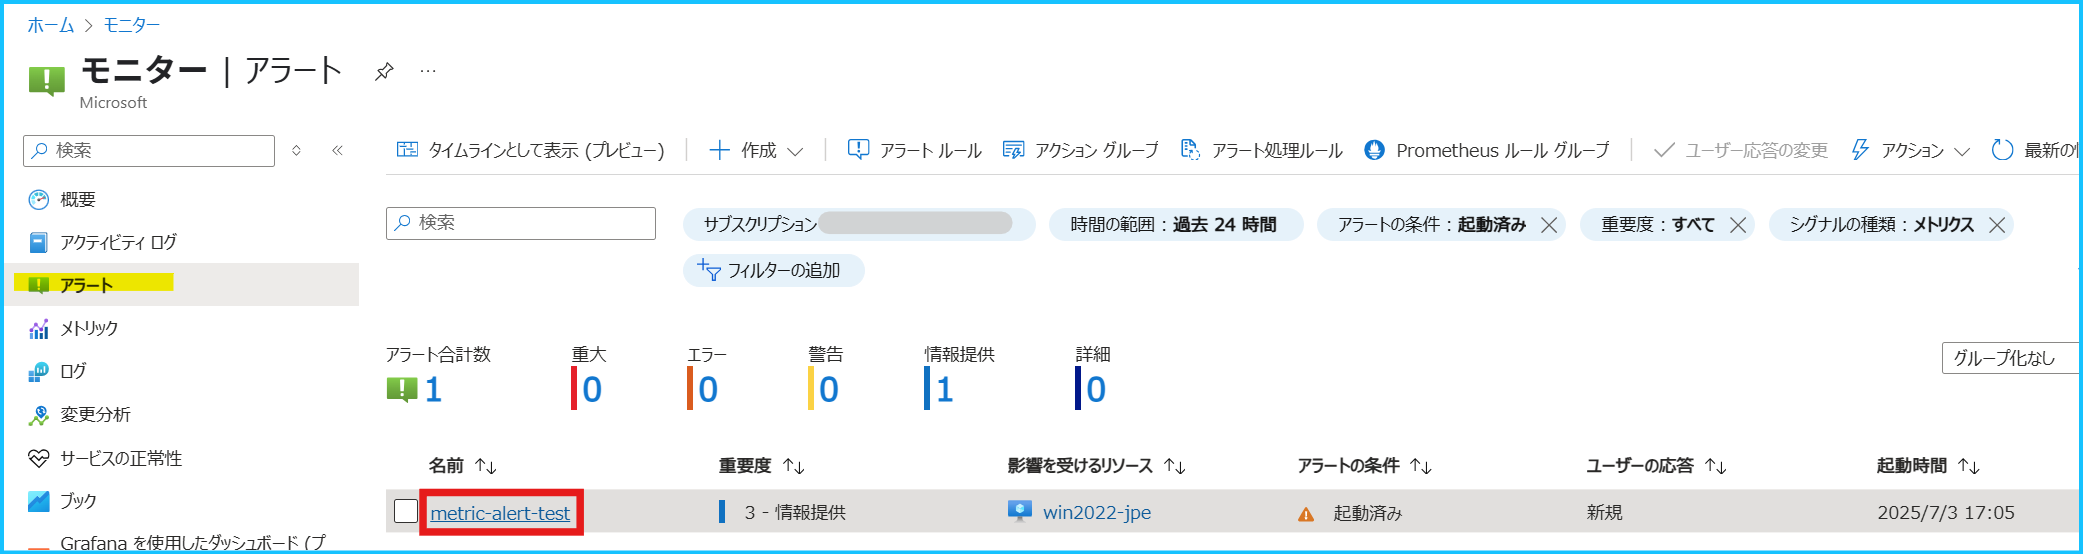 ホーム > モニター
モニター | アラート ...
Microsoft
検索
概要
アクティビティ ログ
アラート
メトリック
ログ
変更分析
サービスの正常性
ブック
Grafana を使用したダッシュボード (プ
タイムラインとして表示 (プレビュー) 作成 アラート ルール アクション グループ アラート処理ルール Prometheus ルール グループ ユーザー応答の変更 アクション 最新の
検索 サブスクリプション 時間の範囲 : 過去 24 時間 アラートの条件 : 起動済み 重要度 : すべて シグナルの種類 : メトリクス
フィルターの追加
アラート合計数 重大 エラー 警告 情報提供 詳細
1 0 0 0 1 0
グループ化なし
名前 重要度 影響を受けるリソース アラートの条件 ユーザーの応答 起動時間
metric-alert-test 3 - 情報提供 win2022-jpe 起動済み 新規 2025/7/3 17:05